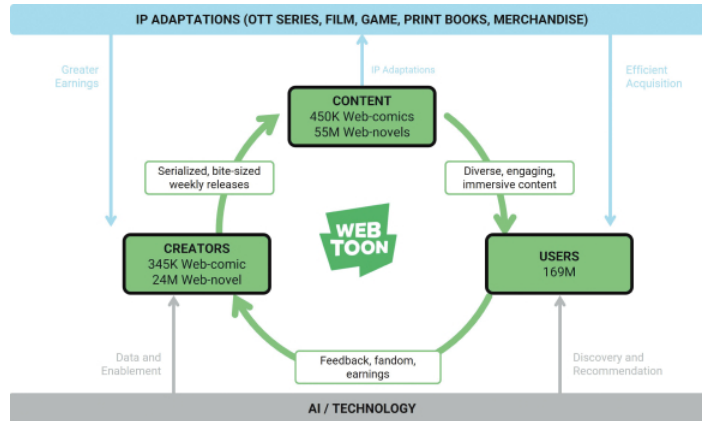 IP ADAPTATIONS (OTT SERIES, FILM, GAME, PRINT BOOKS, MERCHANDISE)
Greater
Earnings
IP Adaptations
Efficient
Acquisition
CONTENT
450K Web-comics
55M Web-novels
Serialized, bite-sized
weekly releases
Diverse, engaging,
immersive content
WEB
TOON
CREATORS
345K Web-comic
24M Web-novel
USERS
169M
Feedback, fandom,
earnings
Data and
Enablement
Discovery and
Recommendation
AI / TECHNOLOGY